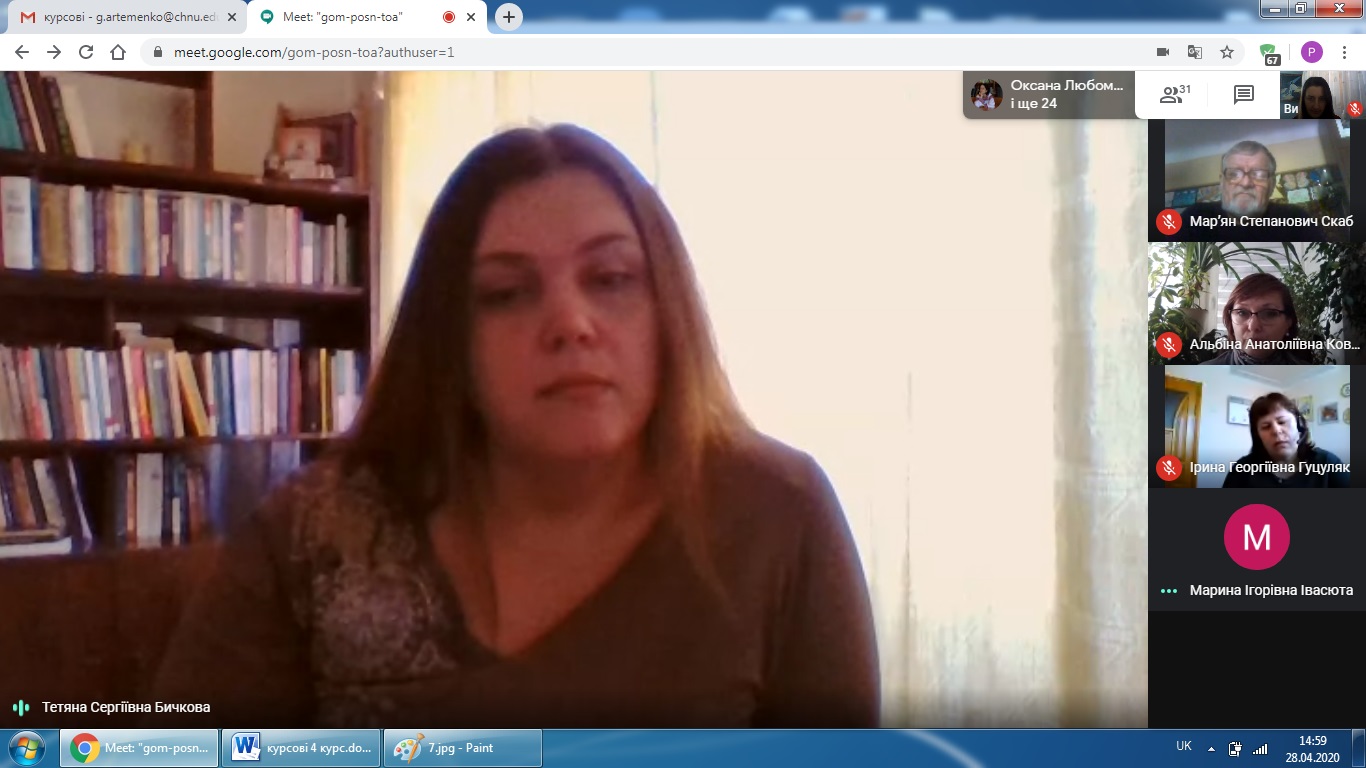 курсові - g.artemenko@chnu.ed
Meet: "gom-posn-toa"
meet.google.com/gom-posn-toa?authuser=1
67
P
Оксана Любом...
і ще 24
31
Ви
Мар'ян Степанович Скаб
Альбіна Анатоліївна Ков...
Ірина Георгіївна Гуцуляк
М
Марина Ігорівна Івасюта
Тетяна Сергіївна Бичкова
Meet: "gom-posn...
курсові 4 курс.do...
7.jpg - Paint
UK
14:59
28.04.2020